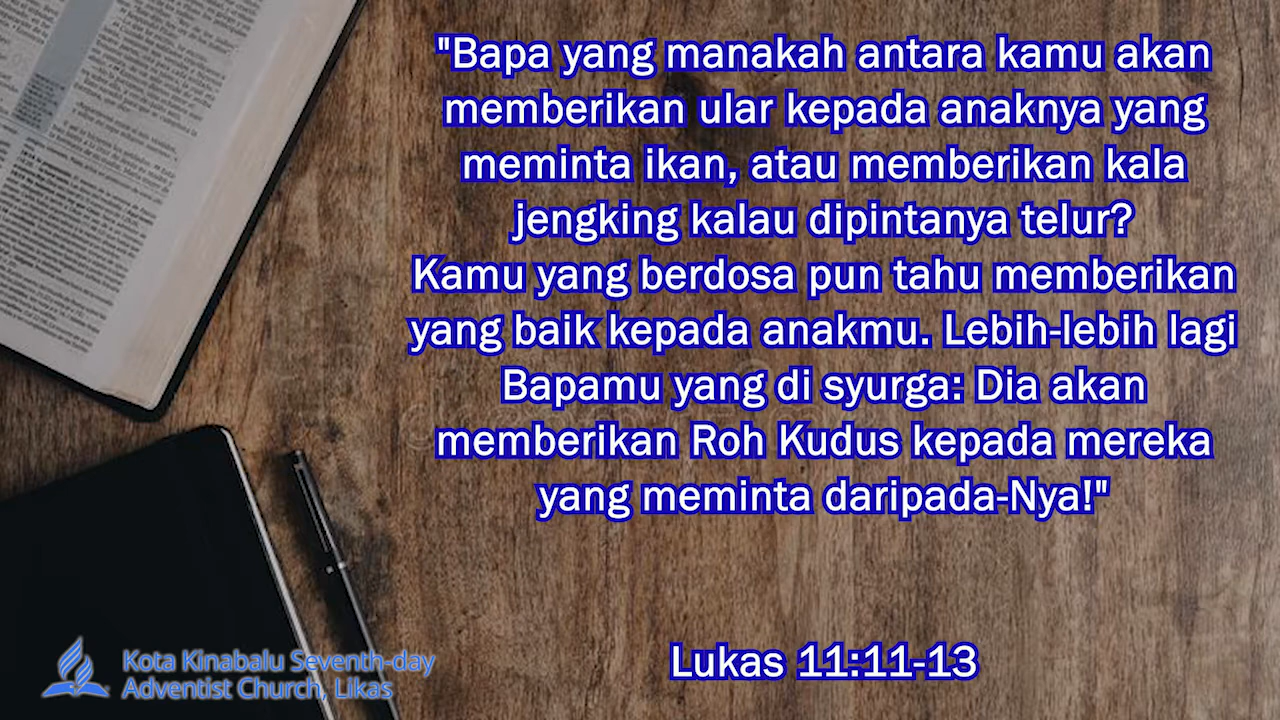 "Bapa yang manakah antara kamu akan
memberikan ular kepada anaknya yang
meminta ikan, atau memberikan kala
jengking kalau dipintanya telur?
Kamu yang berdosa pun tahu memberikan
yang baik kepada anakmu. Lebih-lebih lagi
Bapamu yang di syurga: Dia akan
memberikan Roh Kudus kepada mereka
yang meminta daripada-Nya!"
Lukas 11:11-13
Kota Kinabalu Seventh-day
Adventist Church, Likas